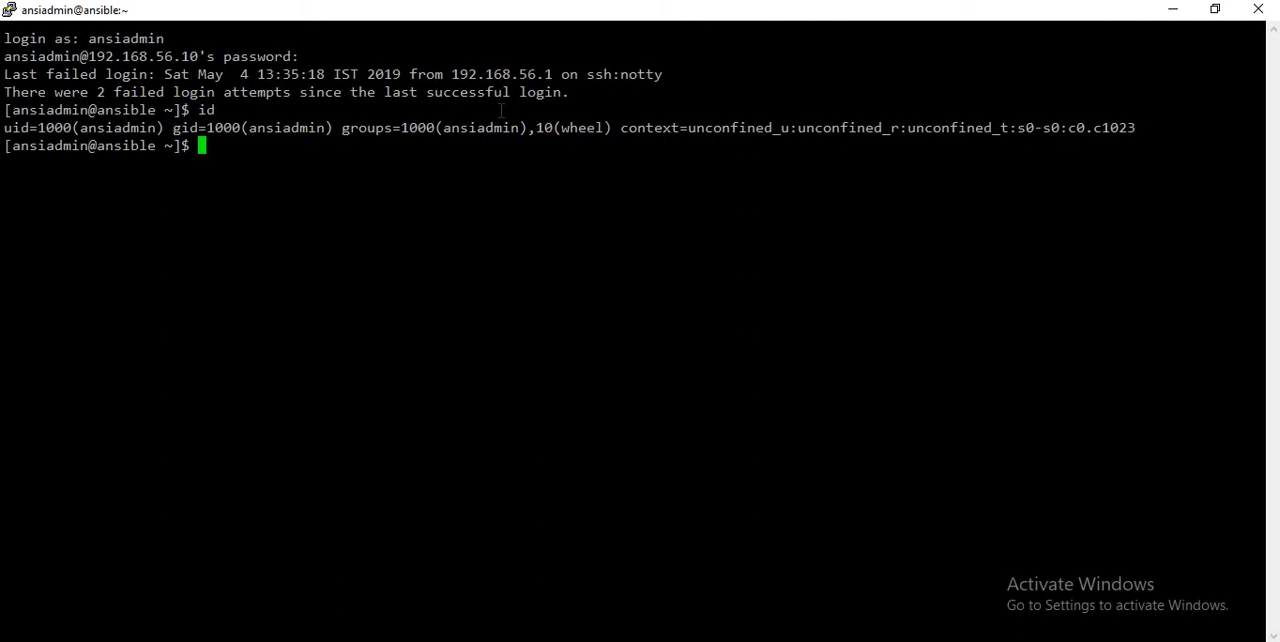 ansiadmin@ansible:~
login as: ansiadmin
ansiadmin@192.168.56.10's password:
Last failed login: Sat May  4 13:35:18 IST 2019 from 192.168.56.1 on ssh:notty
There were 2 failed login attempts since the last successful login.
[ansiadmin@ansible ~]$ id
uid=1000(ansiadmin) gid=1000(ansiadmin) groups=1000(ansiadmin),10(wheel) context=unconfined_u:unconfined_r:unconfined_t:s0-s0:c0.c1023
[ansiadmin@ansible ~]$
Activate Windows
Go to Settings to activate Windows.